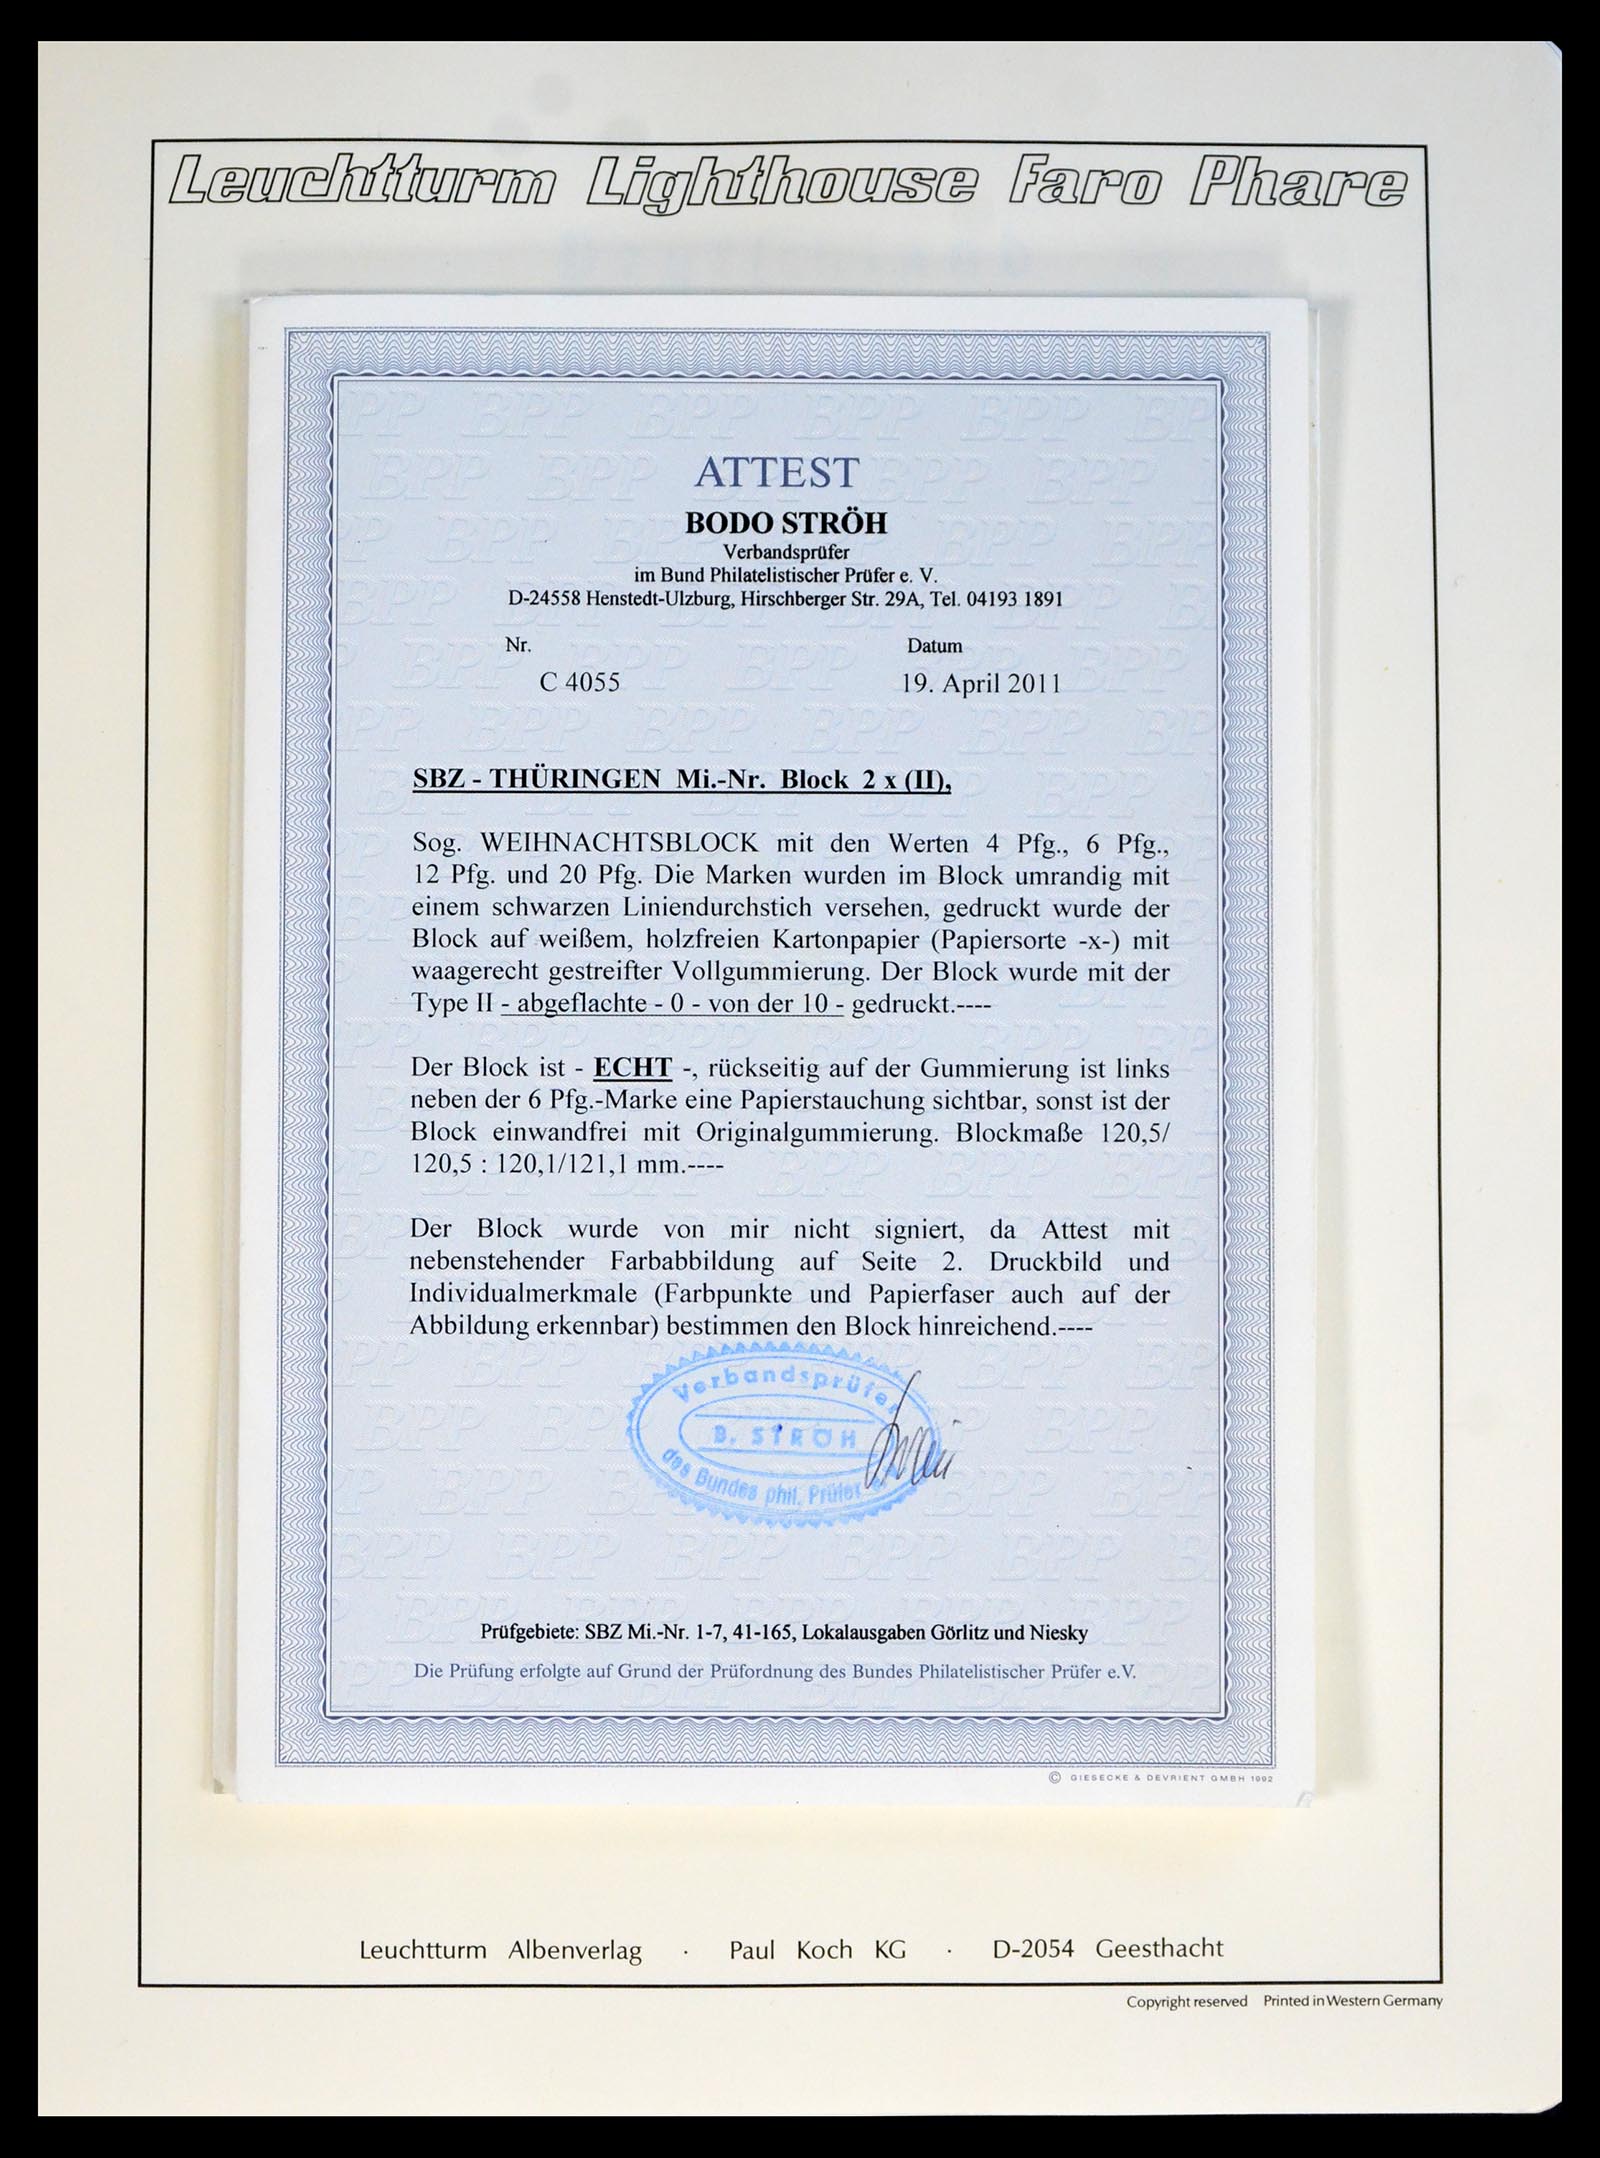 Leuchtturm Lighthouse Faro Phare
ATTEST
BODO STRÖH
Verbandsprüfer
im Bund Philatelistischer Prüfer e. V.
D-24558 Henstedt-Ulzburg, Hirschberger Str. 29A, Tel. 04193 1891
Nr. Datum
C 4055 19. April 2011
SBZ - THÜRINGEN Mi.-Nr. Block 2 x (II),
Sog. WEIHNACHTSBLOCK mit den Werten 4 Pfg., 6 Pfg.,
12 Pfg. und 20 Pfg. Die Marken wurden im Block umrandig mit
einem schwarzen Liniendurchstich versehen, gedruckt wurde der
Block auf weißem, holzfreien Kartonpapier (Papiersorte -x-) mit
waagerecht gestreifter Vollgummierung. Der Block wurde mit der
Type II - abgeflachte - 0 - von der 10 - gedruckt.----
Der Block ist - ECHT -, rückseitig auf der Gummierung ist links
neben der 6 Pfg.-Marke eine Papierstauchung sichtbar, sonst ist der
Block einwandfrei mit Originalgummierung. Blockmaße 120,5/
120,5 : 120,1/121,1 mm.----
Der Block wurde von mir nicht signiert, da Attest mit
nebenstehender Farbabbildung auf Seite 2. Druckbild und
Individualmerkmale (Farbpunkte und Papierfaser auch auf der
Abbildung erkennbar) bestimmen den Block hinreichend.----
Verbandsprüfer
B. STRÖH
des Bundes phil. Prüfer
Prüfgebiete: SBZ Mi.-Nr. 1-7, 41-165, Lokalausgaben Görlitz und Niesky
Die Prüfung erfolgte auf Grund der Prüfordnung des Bundes Philatelistischer Prüfer e.V.
© GIESECKE & DEVRIENT GMBH 1992
Leuchtturm Albenverlag · Paul Koch KG · D-2054 Geesthacht
Copyright reserved Printed in Western Germany